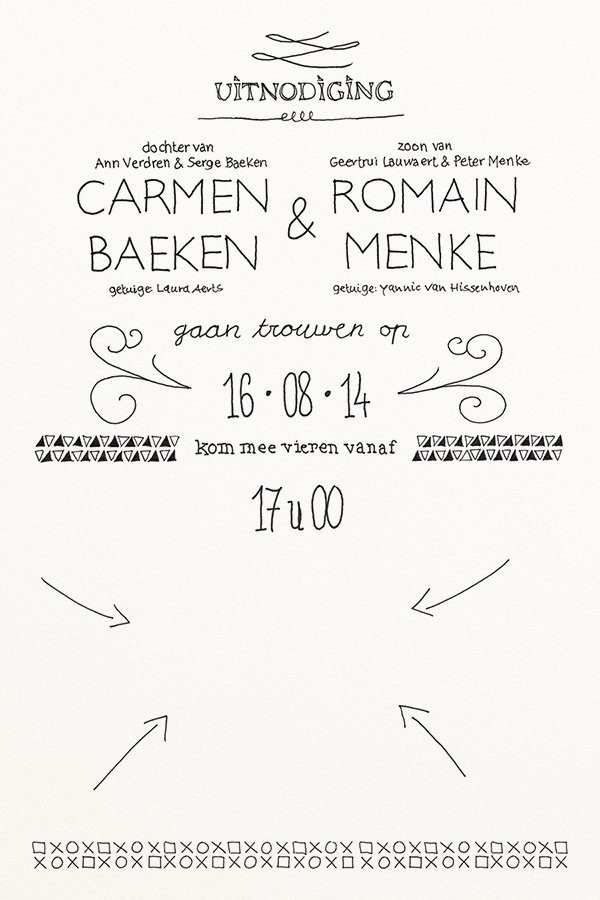 UITNODIGING
dochter van
Ann Verdren & Serge Baeken
CARMEN
BAEKEN
getuige: Laura Aerts
&
zoon van
Geertrui Lauwaert & Peter Menke
ROMAIN
MENKE
getuige: Yannic Van Hissenhoven
gaan trouwen op
16 · 08 · 14
kom mee vieren vanaf
17 u 00